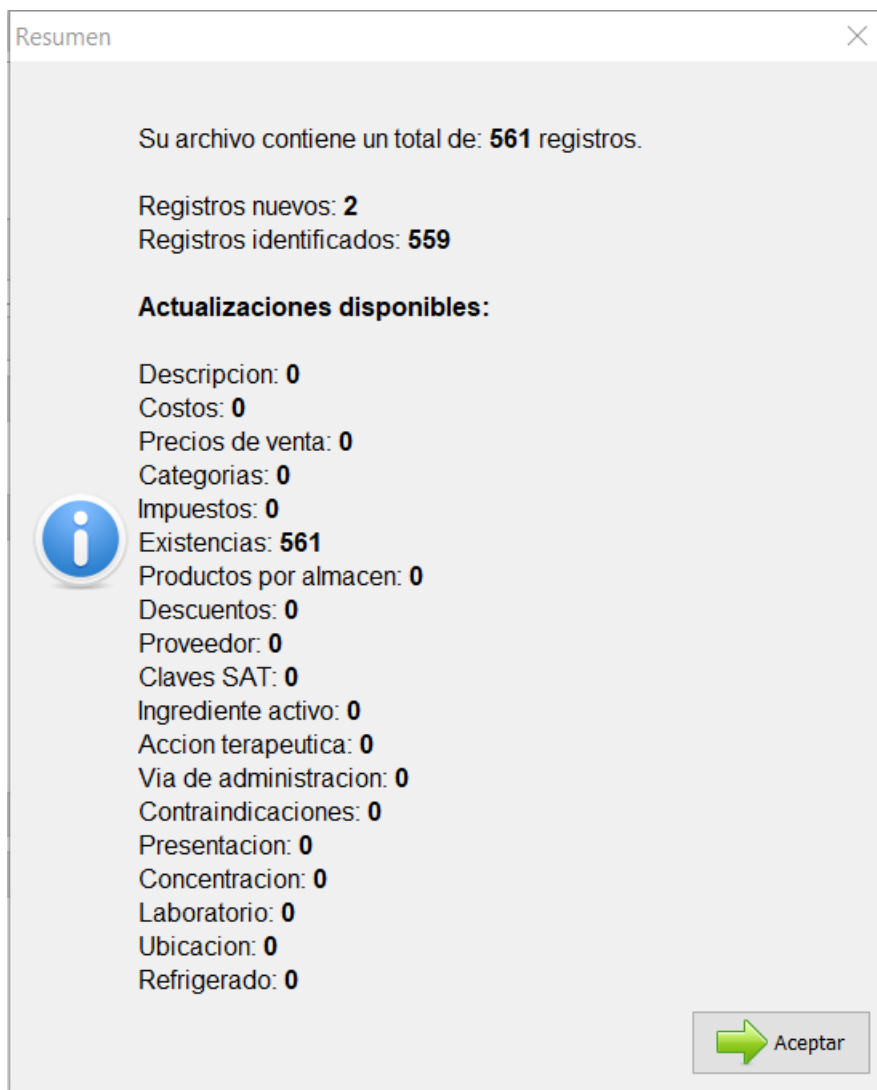 Resumen
Su archivo contiene un total de: 561 registros.
Registros nuevos: 2
Registros identificados: 559
Actualizaciones disponibles:
Descripcion: 0
Costos: 0
Precios de venta: 0
Categorias: 0
Impuestos: 0
Existencias: 561
Productos por almacen: 0
Descuentos: 0
Proveedor: 0
Claves SAT: 0
Ingrediente activo: 0
Accion terapeutica: 0
Via de administracion: 0
Contraindicaciones: 0
Presentacion: 0
Concentracion: 0
Laboratorio: 0
Ubicacion: 0
Refrigerado: 0
Aceptar